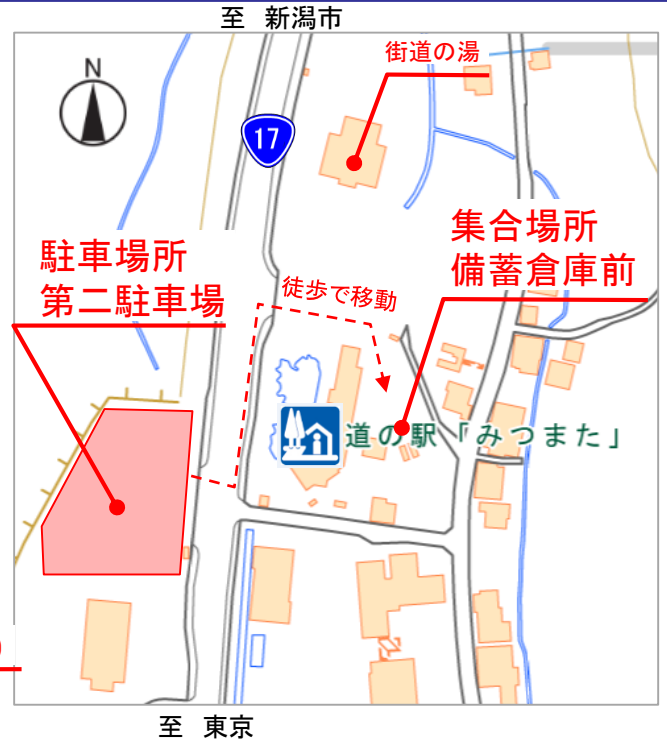 至 新潟市
街道の湯
N
17
集合場所
備蓄倉庫前
駐車場所
第二駐車場
徒歩で移動
道の駅「みつまた」
至 東京